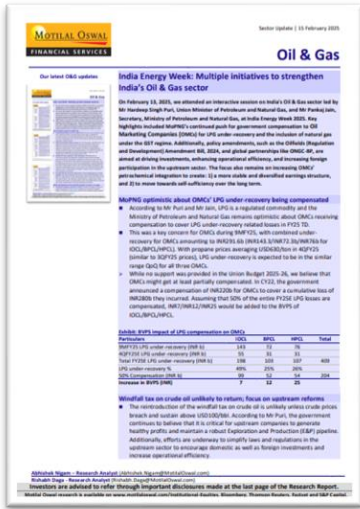 Sector Update | 15 February 2025
MOTILAL OSWAL
FINANCIAL SERVICES
Oil & Gas
Our latest O&G updates
India Energy Week: Multiple initiatives to strengthen
India's Oil & Gas sector
On February 13, 2025, we attended an interactive session on India's Oil & Gas sector led by
Mr Hardeep Singh Puri, Union Minister of Petroleum and Natural Gas, and Mr Pankaj Jain,
Secretary, Ministry of Petroleum and Natural Gas, at India Energy Week 2025. Key
highlights included MoPNG's continued push for government compensation to Oil
Marketing Companies (OMCs) for LPG under-recovery and the inclusion of natural gas
under the GST regime. Additionally, policy amendments, such as the Oilfields (Regulation
and Development) Amendment Bill, 2024, and global partnerships like ONGC-BP, are
aimed at driving investments, enhancing operational efficiency, and increasing foreign
participation in the upstream sector. The focus also remains on increasing OMCs'
petrochemical integration to create: 1) a more stable and diversified earnings structure,
and 2) to move towards self-sufficiency over the long term.
MoPNG optimistic about OMCs' LPG under-recovery being compensated
■ According to Mr Puri and Mr Jain, LPG is a regulated commodity and the
Ministry of Petroleum and Natural Gas remains optimistic about OMCs receiving
compensation to cover LPG under-recovery related losses in FY25 TD.
■ This was a key concern for OMCs during 9MFY25, with combined under-
recovery for OMCs amounting to INR291.6b (INR143.3/INR72.3b/INR76b for
IOCL/BPCL/HPCL). With propane prices averaging USD630/ton in 4QFY25
(similar to 3QFY25 prices), LPG under-recovery is expected to be in the similar
range QoQ for all three OMCs.
➢ While no support was provided in the Union Budget 2025-26, we believe that
OMCs might get at least partially compensated. In CY22, the government
announced a compensation of INR220b for OMCs to cover a cumulative loss of
INR280b they incurred. Assuming that 50% of the entire FY25E LPG losses are
compensated, INR7/INR12/INR25 would be added to the BVPS of
IOCL/BPCL/HPCL.
Exhibit: BVPS impact of LPG compensation on OMCs
Particulars IOCL BPCL HPCL Total
9MFY25 LPG under-recovery (INR b) 143 72 76
4QFY25E LPG under-recovery (INR b) 55 31 31
Total FY25E LPG under-recovery (INR b) 198 103 107 409
LPG under-recovery % 49% 25% 26%
50% Compensation (INR b) 99 52 54 204
Increase in BVPS (INR) 7 12 25
Windfall tax on crude oil unlikely to return; focus on upstream reforms
■ The reintroduction of the windfall tax on crude oil is unlikely unless crude prices
breach and sustain above USD100/bbl. According to Mr Puri, the government
continues to believe that it is critical for upstream companies to generate
healthy profits and maintain a robust Exploration and Production (E&P) pipeline.
Additionally, efforts are underway to simplify laws and regulations in the
upstream sector to encourage domestic as well as foreign investments and
increase operational efficiency.
Abhishek Nigam - Research Analyst (Abhishek.Nigam@MotilalOswal.com)
Rishabh Daga - Research Analyst (Rishabh.Daga@MotilalOswal.com)
Investors are advised to refer through important disclosures made at the last page of the Research Report.
Motilal Oswal research is available on www.motilaloswal.com/Institutional-Equities, Bloomberg, Thomson Reuters, Factset and S&P Capital.